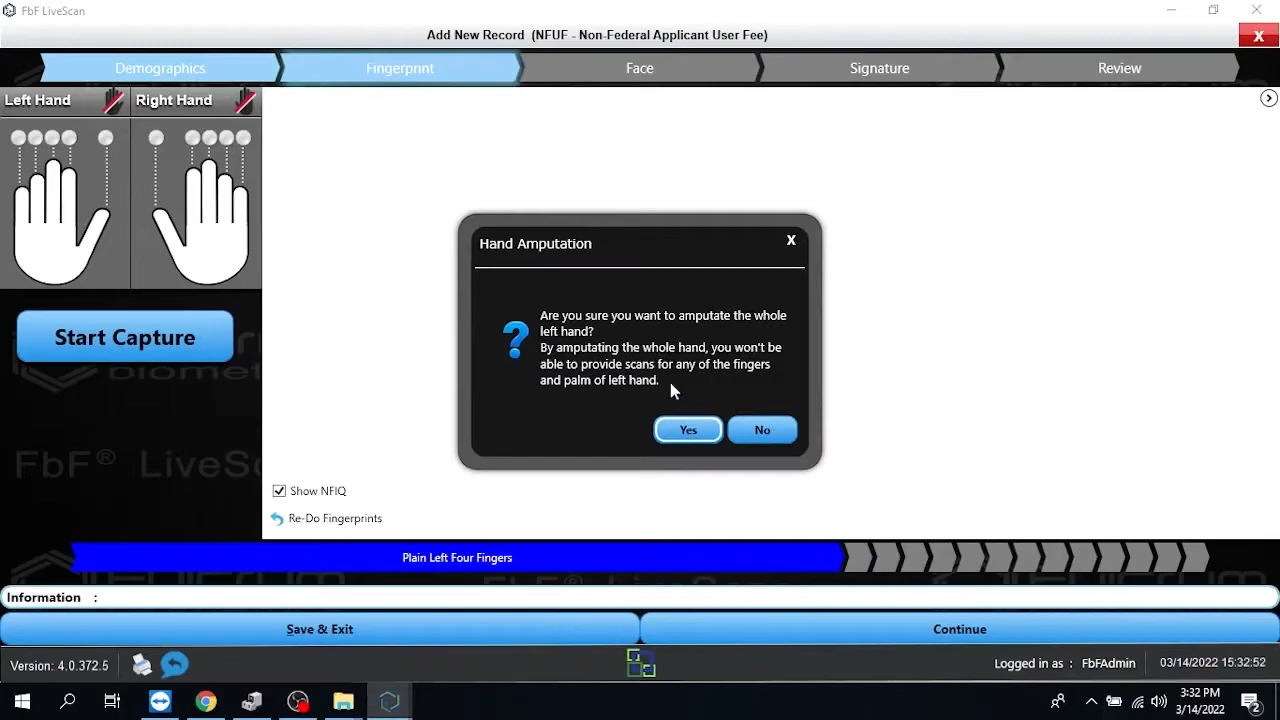 FbF LiveScan
Add New Record (NFUF - Non-Federal Applicant User Fee)
X
Demographics
Fingerprint
Face
Signature
Review
Left Hand
Right Hand
Start Capture
FbF® LiveSc
Hand Amputation
X
Are you sure you want to amputate the whole
left hand?
By amputating the whole hand, you won't be
able to provide scans for any of the fingers
and palm of left hand.
Yes
No
Show NFIQ
Re-Do Fingerprints
Plain Left Four Fingers
Information :
Save & Exit
Continue
Version: 4.0.372.5
Logged in as : FbFAdmin
03/14/2022 15:32:52
3:32 PM
3/14/2022
2